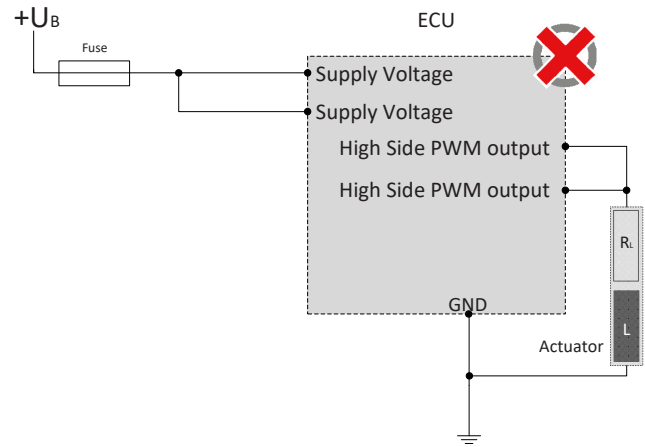 +UB
ECU
Fuse
Supply Voltage
Supply Voltage
High Side PWM output
High Side PWM output
RL
GND
L
Actuator